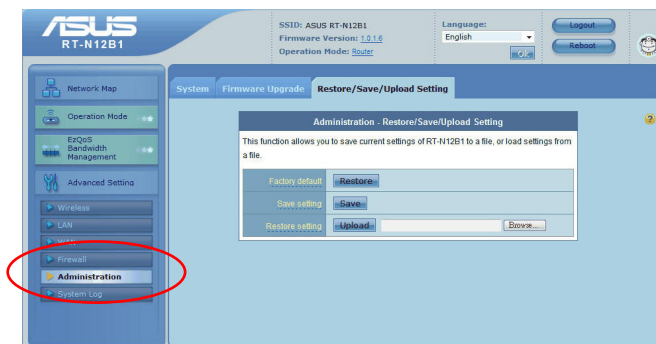 ASUS
RT-N12B1
SSID: ASUS
Firmware Version: 1.0.1.6
Operation Mode: Router
Language:
English
OK
Logout
Reboot
Network Map
Operation Mode
EzQoS
Bandwidth
Management
Advanced Setting
Wireless
LAN
WAN
Firewall
Administration
System Log
System
Firmware Upgrade
Restore/Save/Upload Setting
Administration - Restore/Save/Upload Setting
This function allows you to save current settings of RT-N12B1 to a file, or load settings from
a file.
Factory default
Restore
Save setting
Save
Restore setting
Upload
Browse...
?